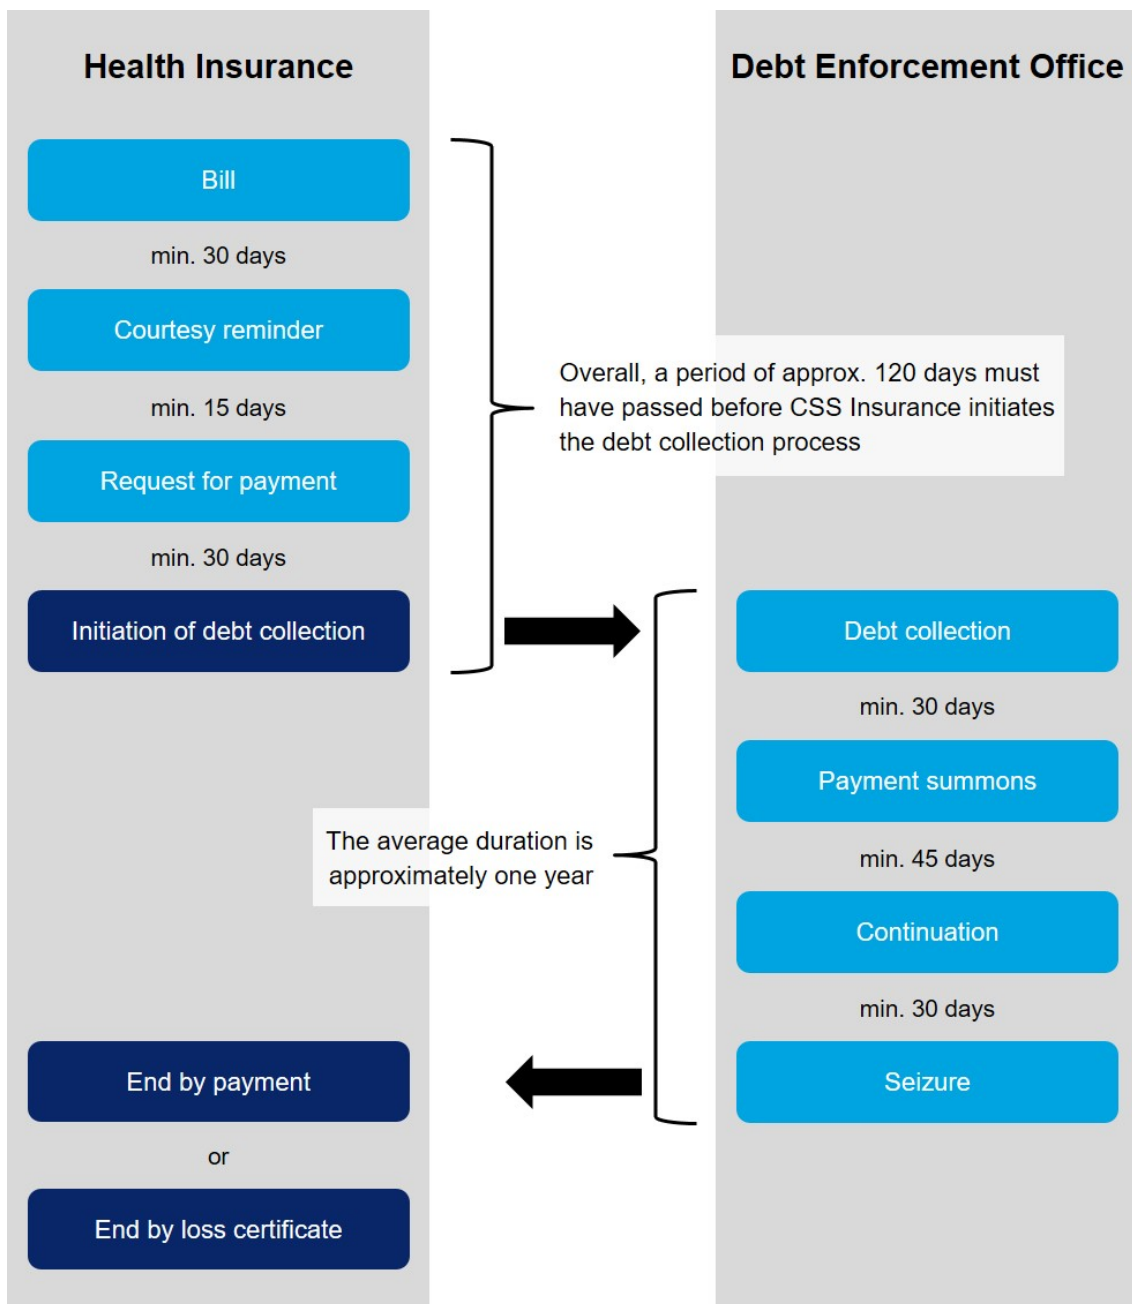 Health Insurance
Bill
min. 30 days
Courtesy reminder
min. 15 days
Request for payment
min. 30 days
Initiation of debt collection
Overall, a period of approx. 120 days must
have passed before CSS Insurance initiates
the debt collection process
Debt Enforcement Office
Debt collection
min. 30 days
Payment summons
min. 45 days
Continuation
min. 30 days
Seizure
The average duration is
approximately one year
End by payment
or
End by loss certificate